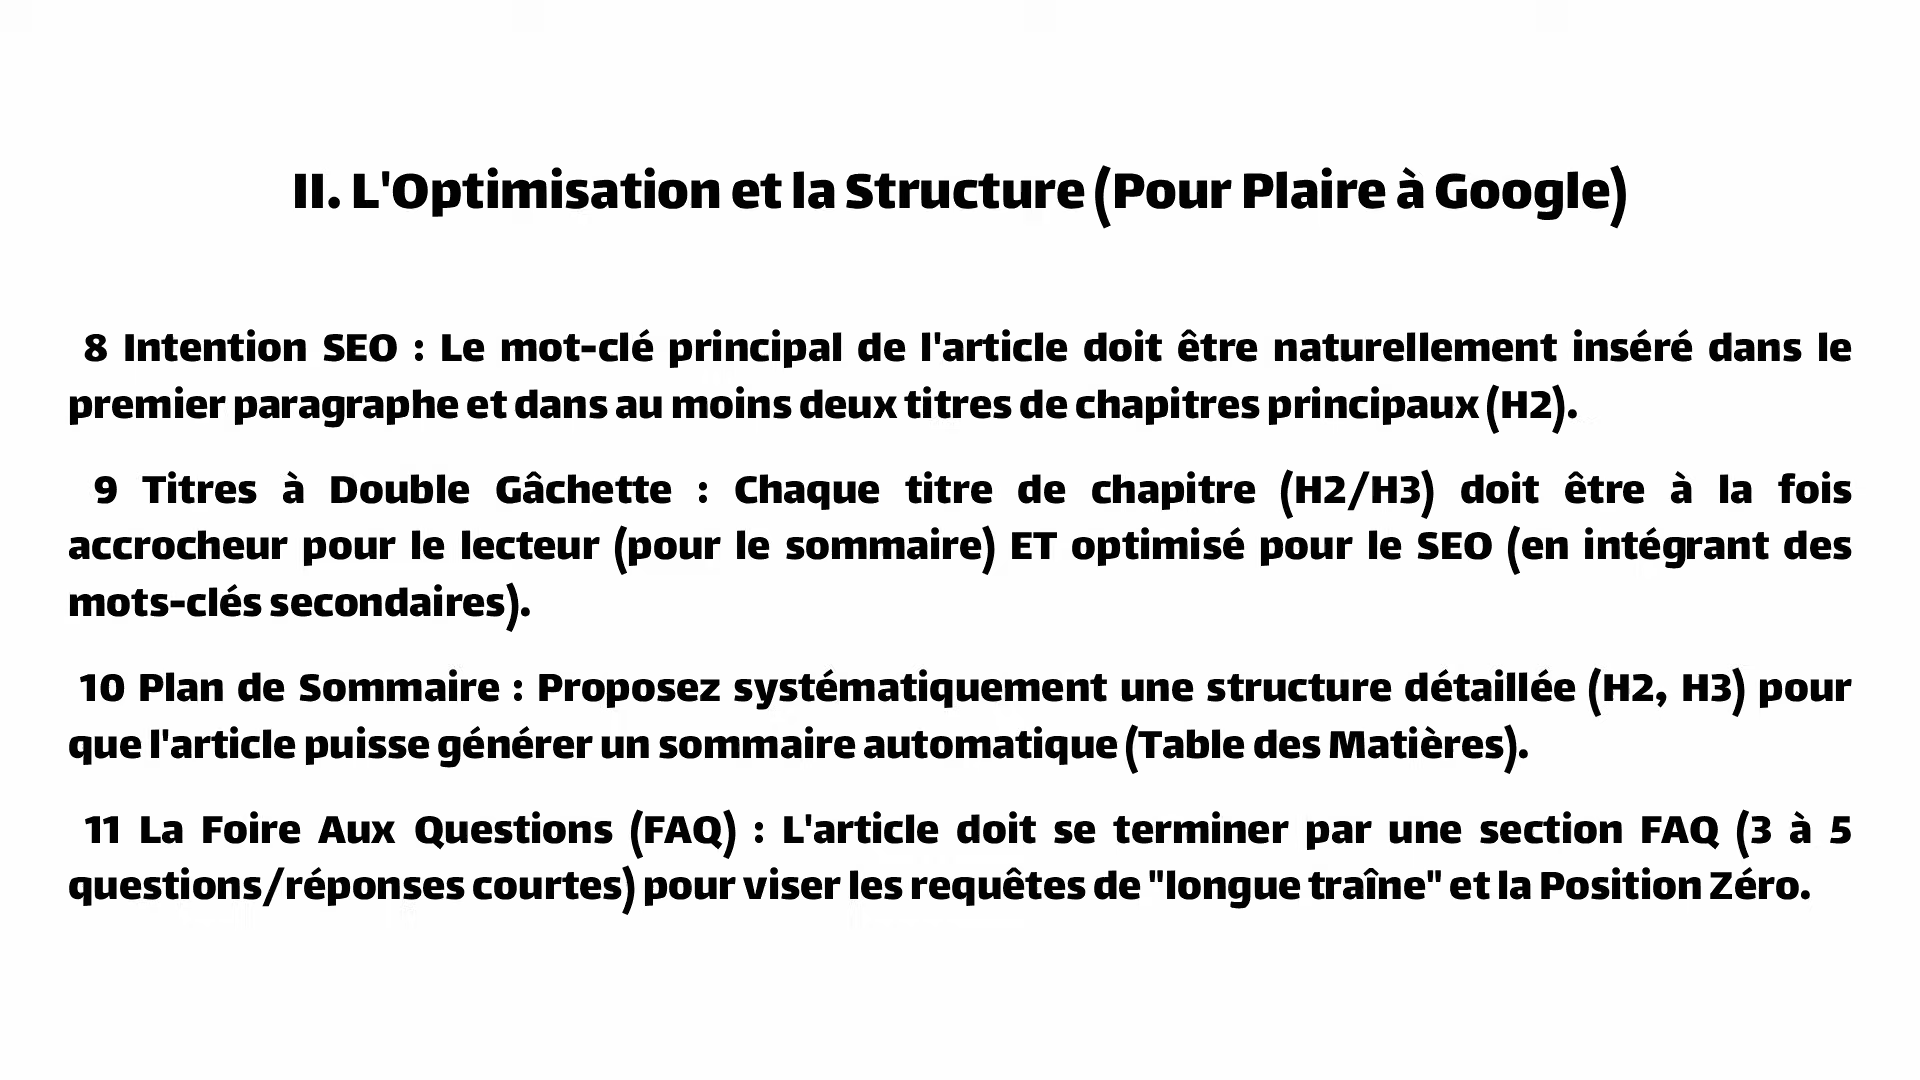 II. L'Optimisation et la Structure (Pour Plaire à Google)
8 Intention SEO : Le mot-clé principal de l'article doit être naturellement inséré dans le
premier paragraphe et dans au moins deux titres de chapitres principaux (H2).
9 Titres à Double Gâchette : Chaque titre de chapitre (H2/H3) doit être à la fois
accrocheur pour le lecteur (pour le sommaire) ET optimisé pour le SEO (en intégrant des
mots-clés secondaires).
10 Plan de Sommaire : Proposez systématiquement une structure détaillée (H2, H3) pour
que l'article puisse générer un sommaire automatique (Table des Matières).
11 La Foire Aux Questions (FAQ) : L'article doit se terminer par une section FAQ (3 à 5
questions/réponses courtes) pour viser les requêtes de "longue traîne" et la Position Zéro.